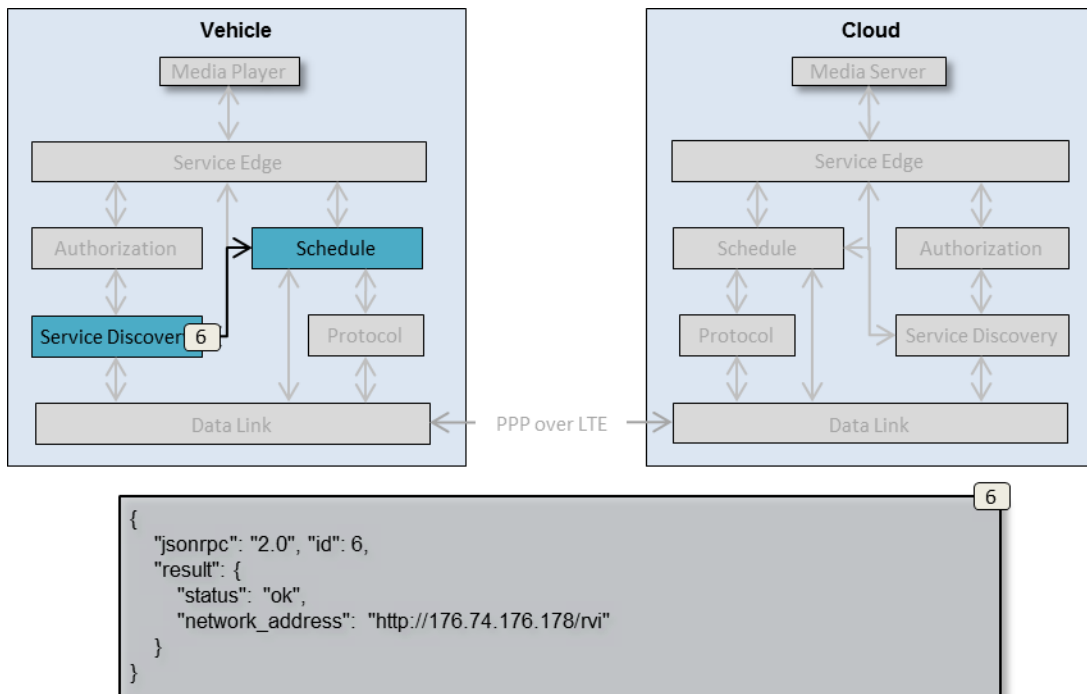 Vehicle
Media Player
Service Edge
Authorization
Schedule
Service Discover
6
Protocol
Data Link
PPP over LTE
Cloud
Media Server
Service Edge
Schedule
Authorization
Protocol
Service Discovery
Data Link
6
{
"jsonrpc": "2.0", "id": 6,
"result": {
"status": "ok",
"network_address": "http://176.74.176.178/rvi"
}
}